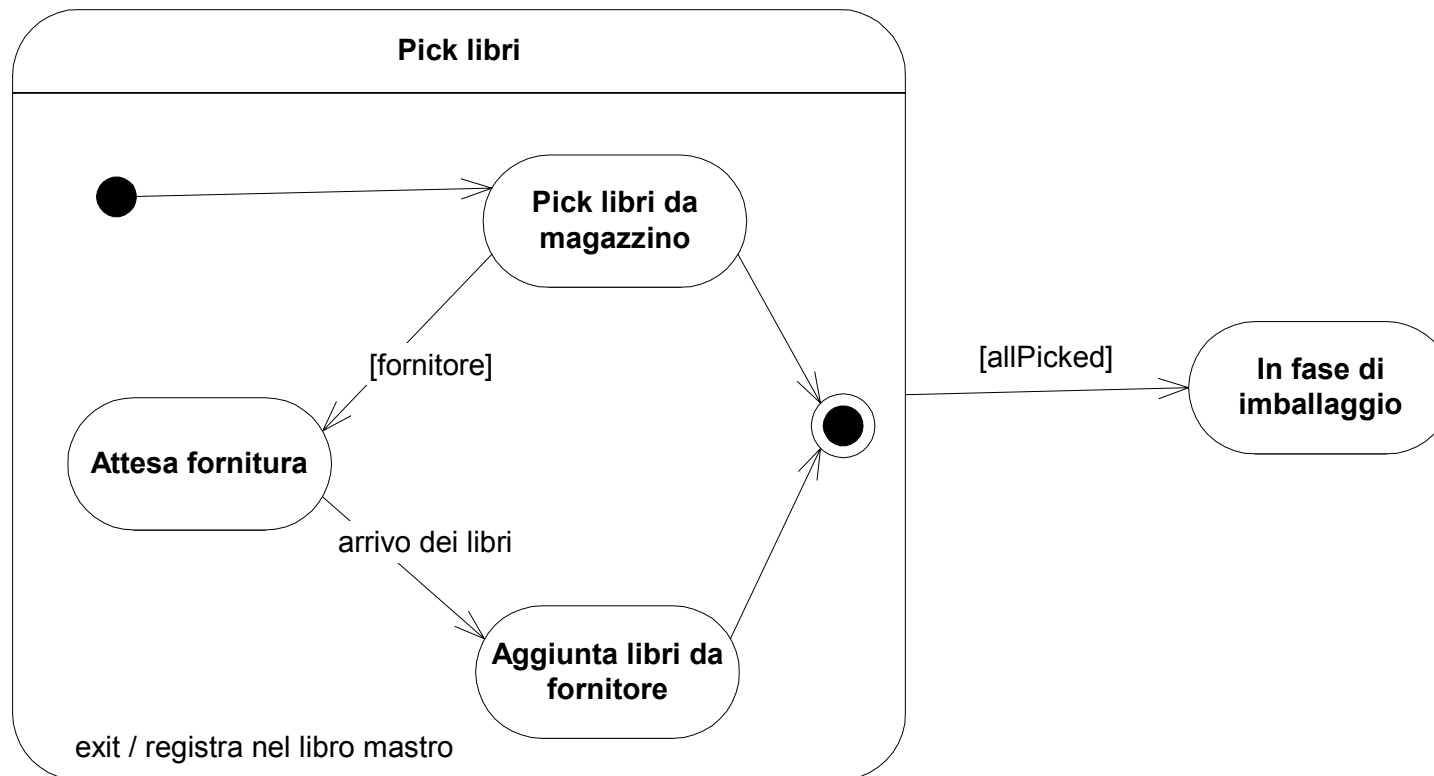 Pick libri
Pick libri da
magazzino
[fornitore]
[allPicked]
In fase di
imballaggio
Attesa fornitura
arrivo dei libri
Aggiunta libri da
fornitore
exit / registra nel libro mastro